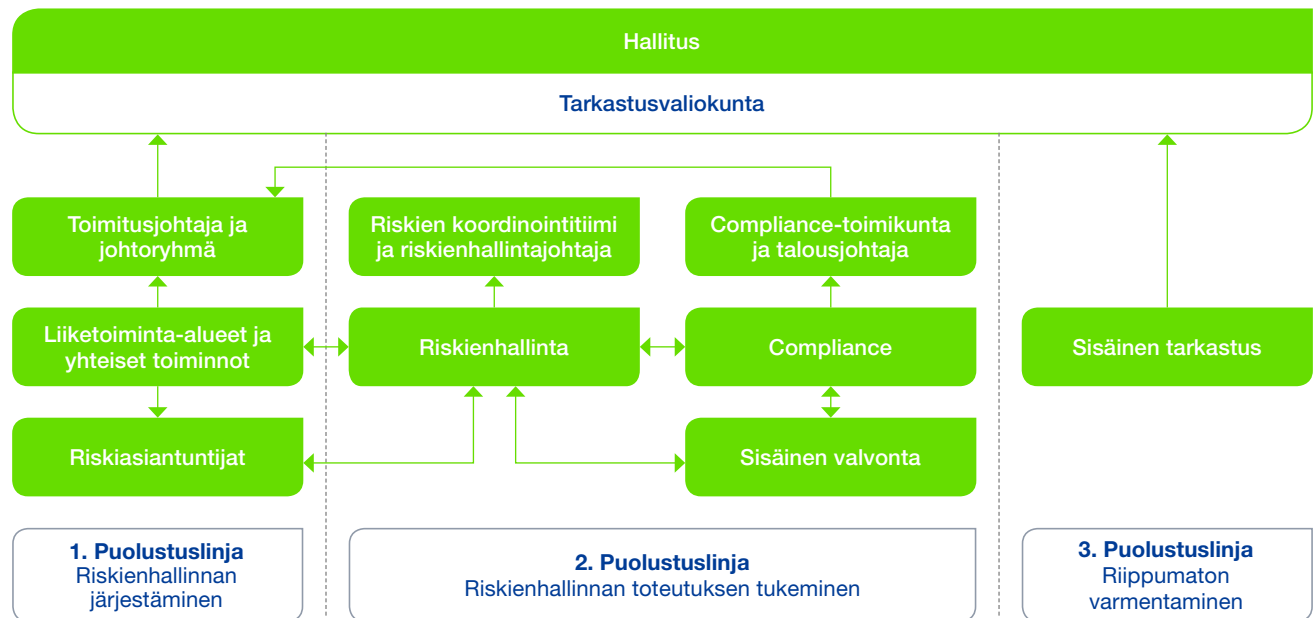 Hallitus
Tarkastusvaliokunta
Toimitusjohtaja ja
johtoryhmä
Riskien koordinointitiimi
ja riskienhallintajohtaja
Compliance-toimikunta
ja talousjohtaja
Liiketoiminta-alueet ja
yhteiset toiminnot
Riskienhallinta
Compliance
Sisäinen tarkastus
Riskiasiantuntijat
Sisäinen valvonta
1. Puolustuslinja
Riskienhallinnan
järjestäminen
2. Puolustuslinja
Riskienhallinnan toteutuksen tukeminen
3. Puolustuslinja
Riippumaton
varmentaminen